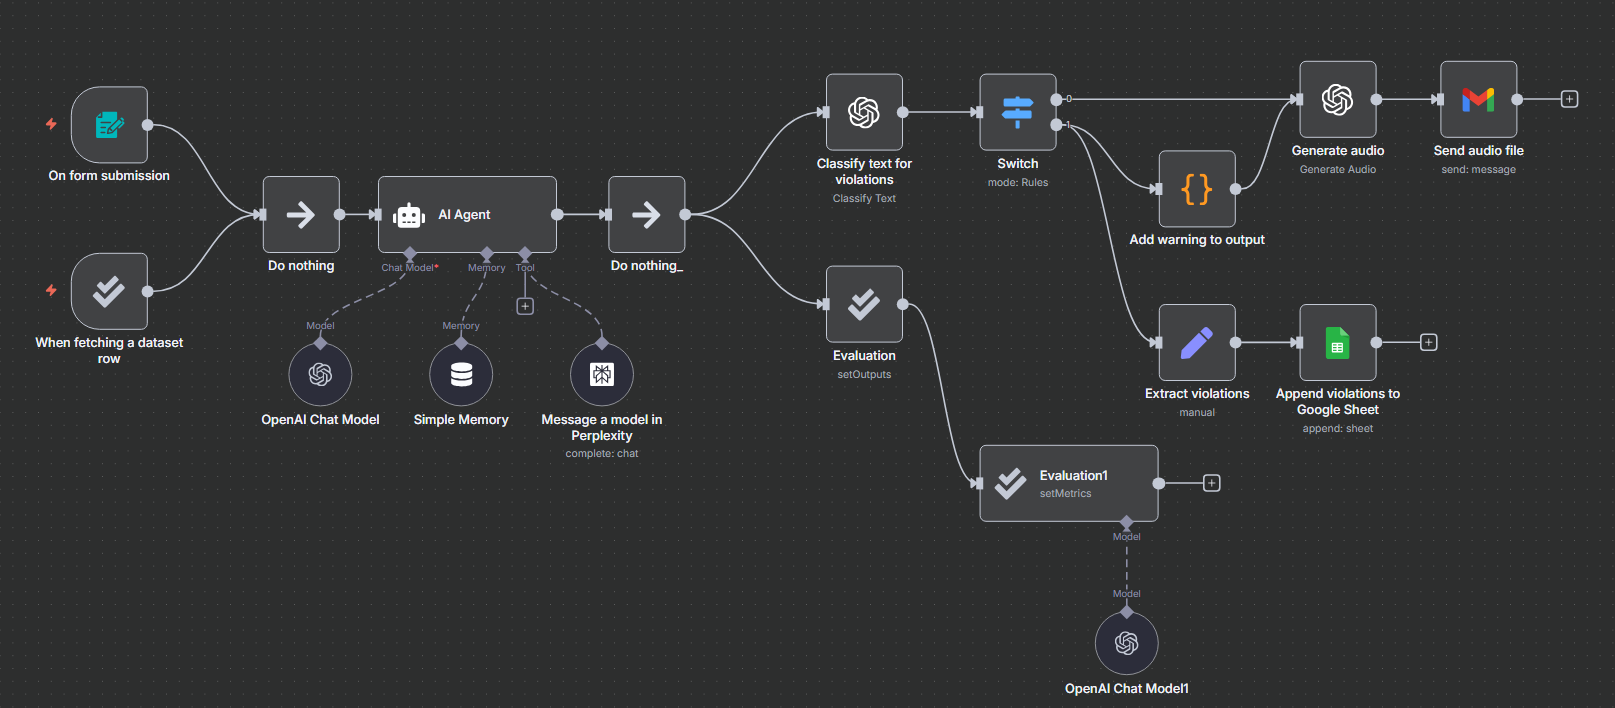 On form submission
When fetching a dataset
row
Do nothing
AI Agent
Chat Model*
Memory
Tool
Model
OpenAI Chat Model
Memory
Simple Memory
Message a model in
Perplexity
complete: chat
Do nothing_
Classify text for
violations
Classify Text
Evaluation
setOutputs
Switch
mode: Rules
0
1
Add warning to output
Generate audio
Generate Audio
Send audio file
send: message
Extract violations
manual
Append violations to
Google Sheet
append: sheet
Evaluation1
setMetrics
Model
Model
OpenAI Chat Model1